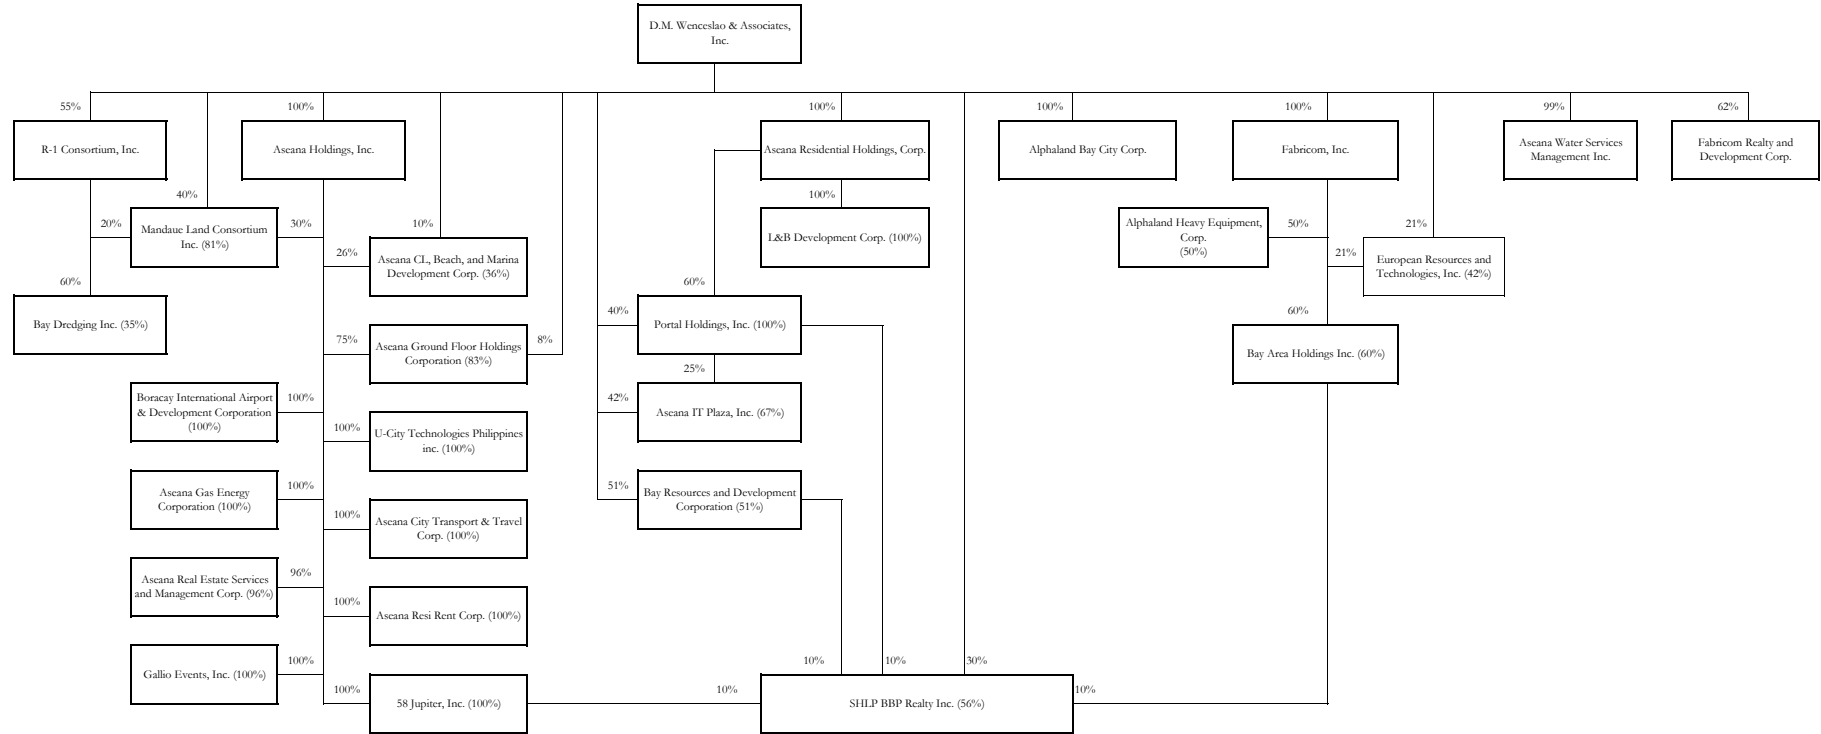 D.M. Wenceslao & Associates,
Inc.
55%
100%
100%
100%
100%
99%
62%
R-1 Consortium, Inc.
Aseana Holdings, Inc.
Aseana Residential Holdings, Corp.
Alphaland Bay City Corp.
Fabricom, Inc.
Aseana Water Services
Management Inc.
Fabricom Realty and
Development Corp.
40%
100%
20%
Mandaue Land Consortium
Inc. (81%)
30%
10%
L&B Development Corp. (100%)
Alphaland Heavy Equipment,
Corp.
(50%)
50%
21%
26%
Aseana CL, Beach, and Marina
Development Corp. (36%)
21%
European Resources and
Technologies, Inc. (42%)
60%
60%
60%
Bay Dredging Inc. (35%)
40%
Portal Holdings, Inc. (100%)
Bay Area Holdings Inc. (60%)
75%
Aseana Ground Floor Holdings
Corporation (83%)
8%
25%
Boracay International Airport
& Development Corporation
(100%)
100%
42%
Aseana IT Plaza, Inc. (67%)
100%
U-City Technologies Philippines
inc. (100%)
Aseana Gas Energy
Corporation (100%)
100%
51%
Bay Resources and Development
Corporation (51%)
100%
Aseana City Transport & Travel
Corp. (100%)
Aseana Real Estate Services
and Management Corp. (96%)
96%
100%
Aseana Resi Rent Corp. (100%)
Gallio Events, Inc. (100%)
100%
10%
10%
30%
100%
58 Jupiter, Inc. (100%)
10%
SHLP BBP Realty Inc. (56%)
10%